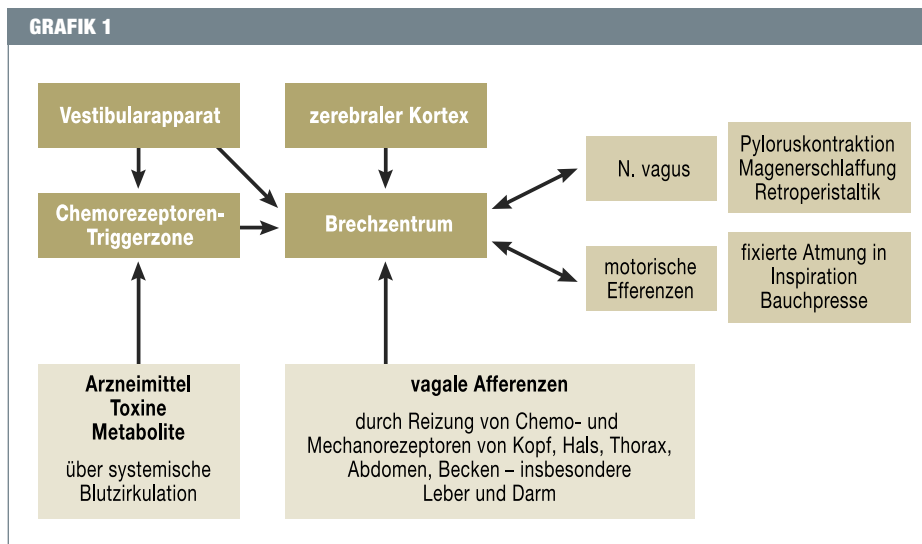 GRAFIK 1
Vestibularapparat
zerebraler Kortex
N. vagus
Pyloruskontraktion
Magenerschlaffung
Retroperistaltik
Chemorezeptoren-
Triggerzone
Brechzentrum
motorische
Efferenzen
fixierte Atmung in
Inspiration
Bauchpresse
Arzneimittel
Toxine
Metabolite
über systemische
Blutzirkulation
vagale Afferenzen
durch Reizung von Chemo- und
Mechanorezeptoren von Kopf, Hals, Thorax,
Abdomen, Becken – insbesondere
Leber und Darm